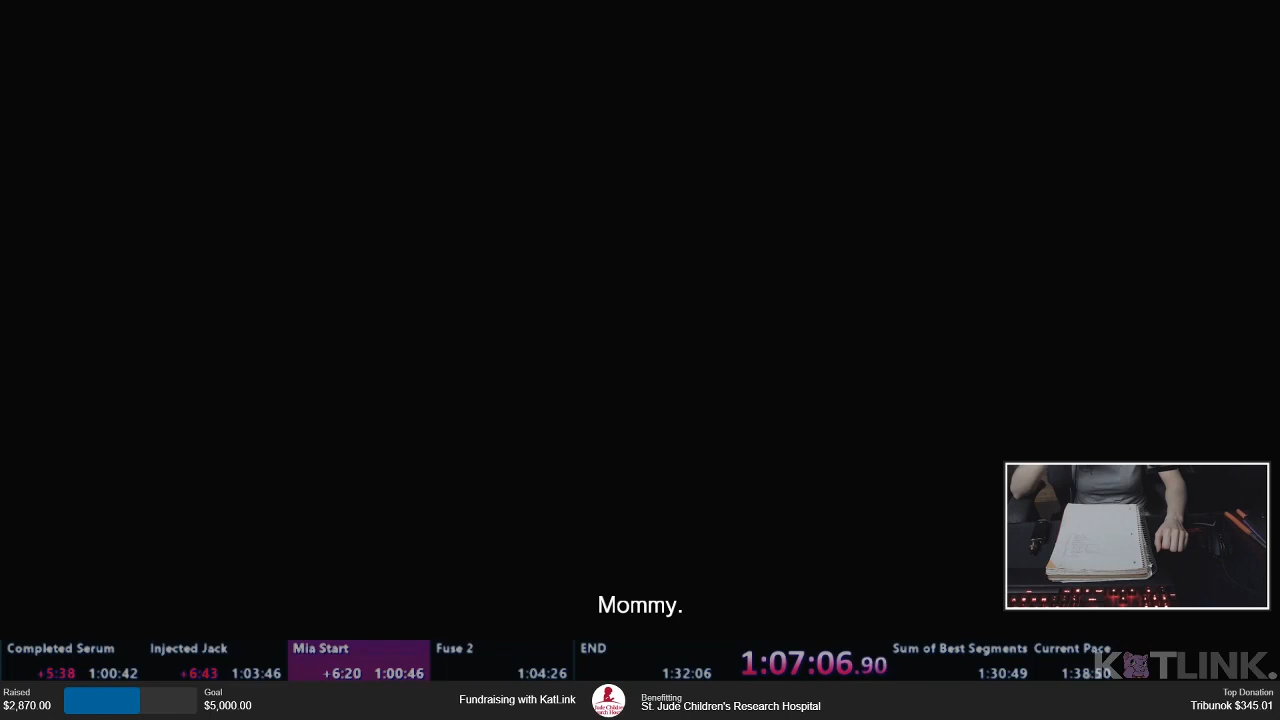 Mommy.
Completed Serum
+5:38 1:00:42
Injected Jack
+6:43 1:03:46
Mia Start
+6:20 1:00:46
Fuse 2
1:04:26
END
1:32:06
1:07:06.90
Sum of Best Segments
1:30:49
Current Pace
1:38:50
KATLINK.
Raised
$2,870.00
Goal
$5,000.00
Fundraising with KatLink
Benefitting
St. Jude Children's Research Hospital
Top Donation
Tribunok $345.01